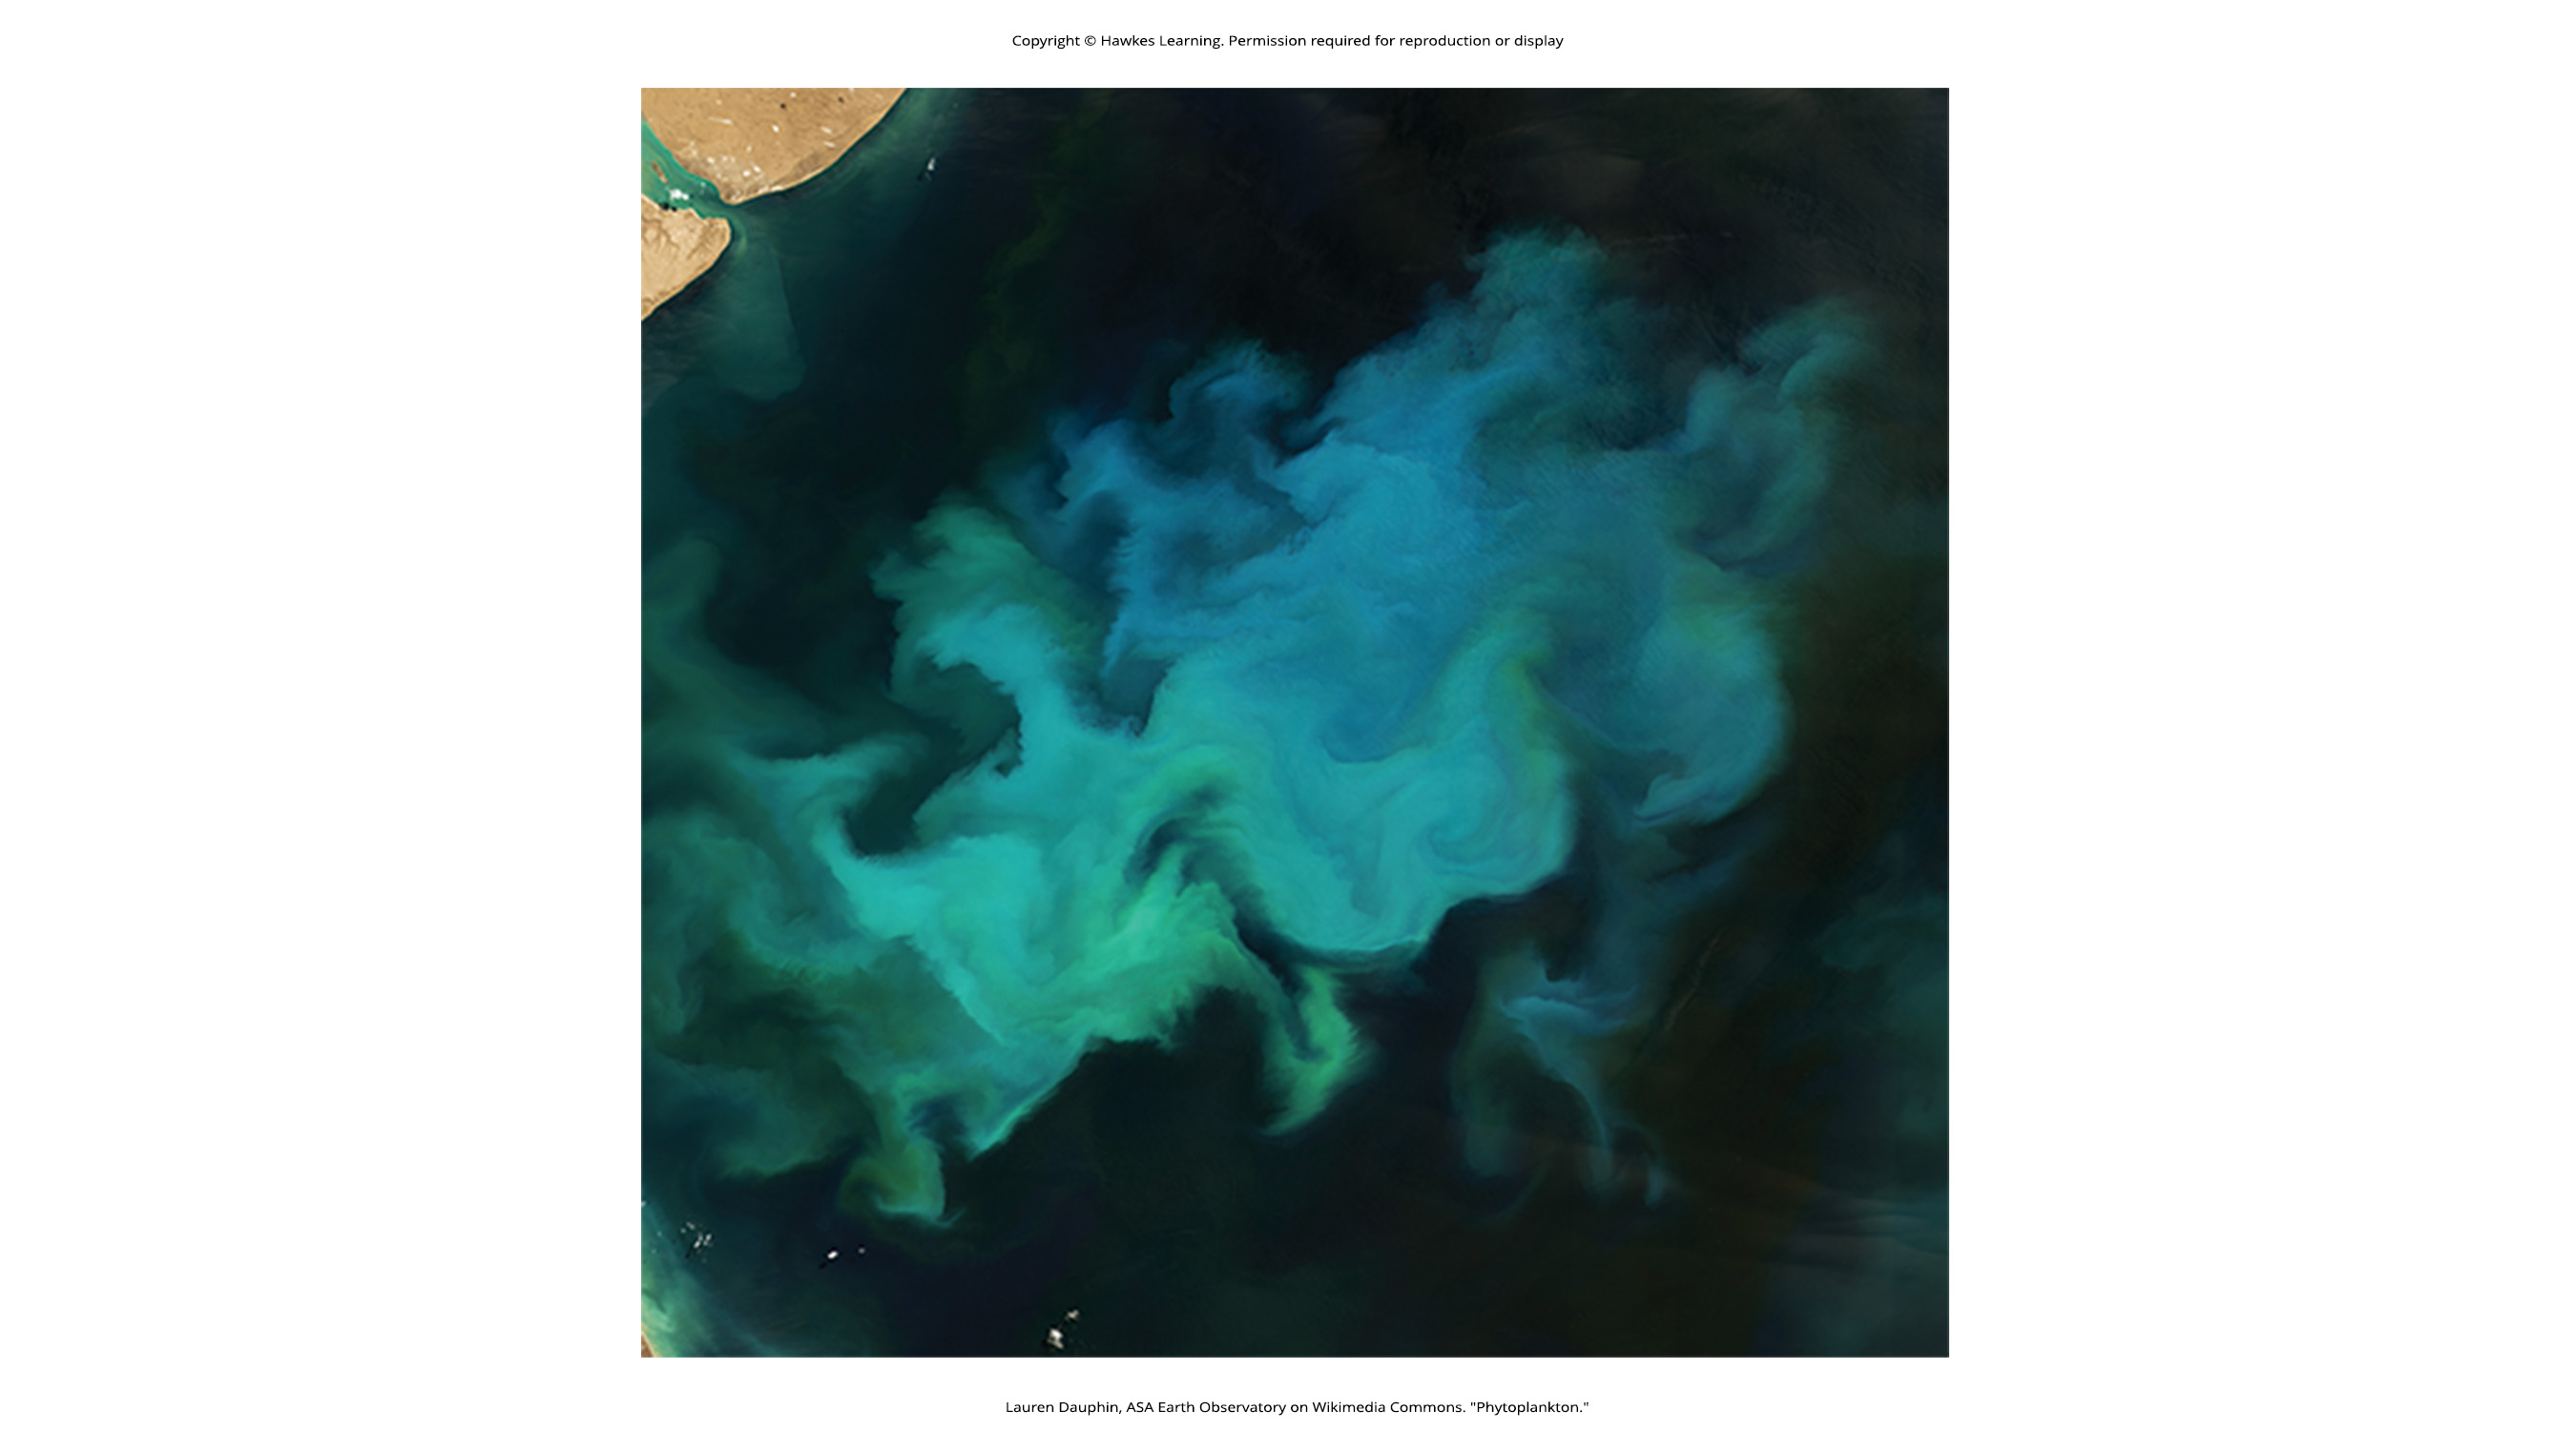 Copyright © Hawkes Learning. Permission required for reproduction or display
Lauren Dauphin, ASA Earth Observatory on Wikimedia Commons. "Phytoplankton."